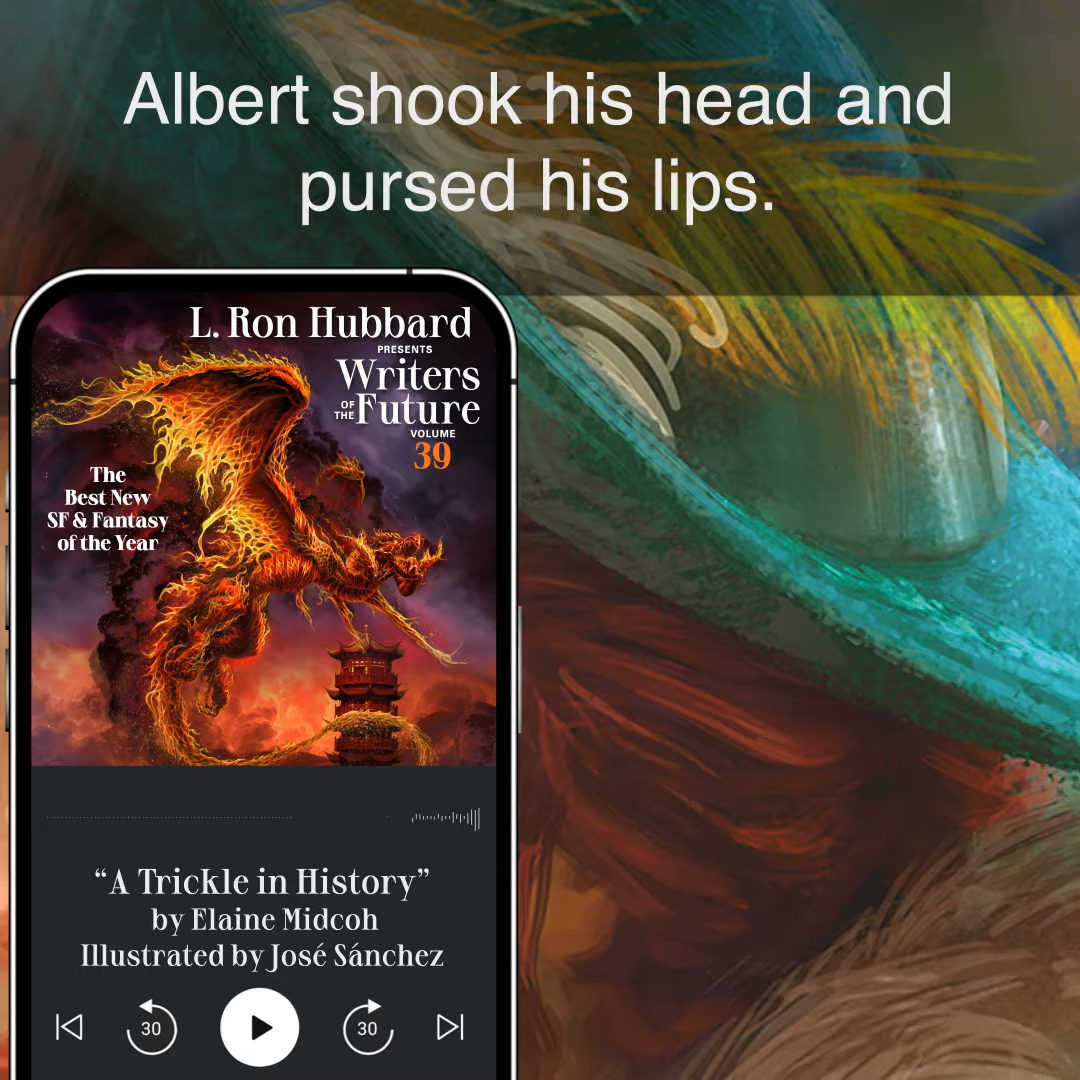 Albert shook his head and
pursed his lips.
L. Ron Hubbard
PRESENTS
Writers
OF THE Future
VOLUME
39
The
Best New
SF & Fantasy
of the Year
“A Trickle in History”
by Elaine Midcoh
Illustrated by José Sánchez
30 30